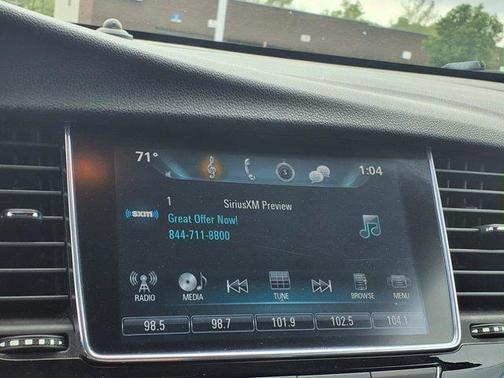 71°
1:04
1 SiriusXM Preview
((sxm))
Great Offer Now!
844-711-8800
RADIO MEDIA TUNE BROWSE MENU
98.5 98.7 101.9 102.5 104.1